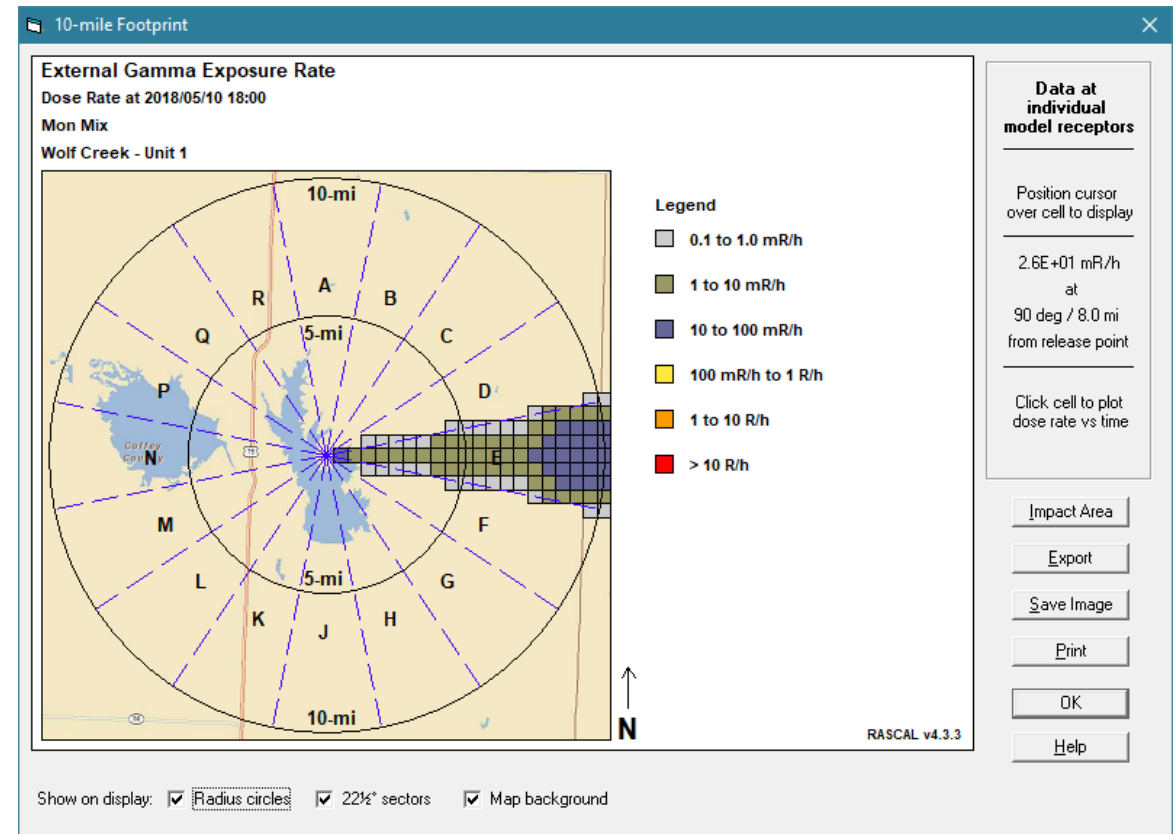 10-mile Footprint
External Gamma Exposure Rate
Dose Rate at 2018/05/10 18:00
Mon Mix
Wolf Creek - Unit 1
10-mi
A
R
B
5-mi
Q
C
P
D
Coffey
County
N
75
E
M
F
L
5-mi
G
K
J
H
10-mi
N
Legend
0.1 to 1.0 mR/h
1 to 10 mR/h
10 to 100 mR/h
100 mR/h to 1 R/h
1 to 10 R/h
> 10 R/h
RASCAL v4.3.3
Data at
individual
model receptors
Position cursor
over cell to display
2.6E+01 mR/h
at
90 deg / 8.0 mi
from release point
Click cell to plot
dose rate vs time
Impact Area
Export
Save Image
Print
OK
Help
Show on display: Radius circles 22½° sectors Map background